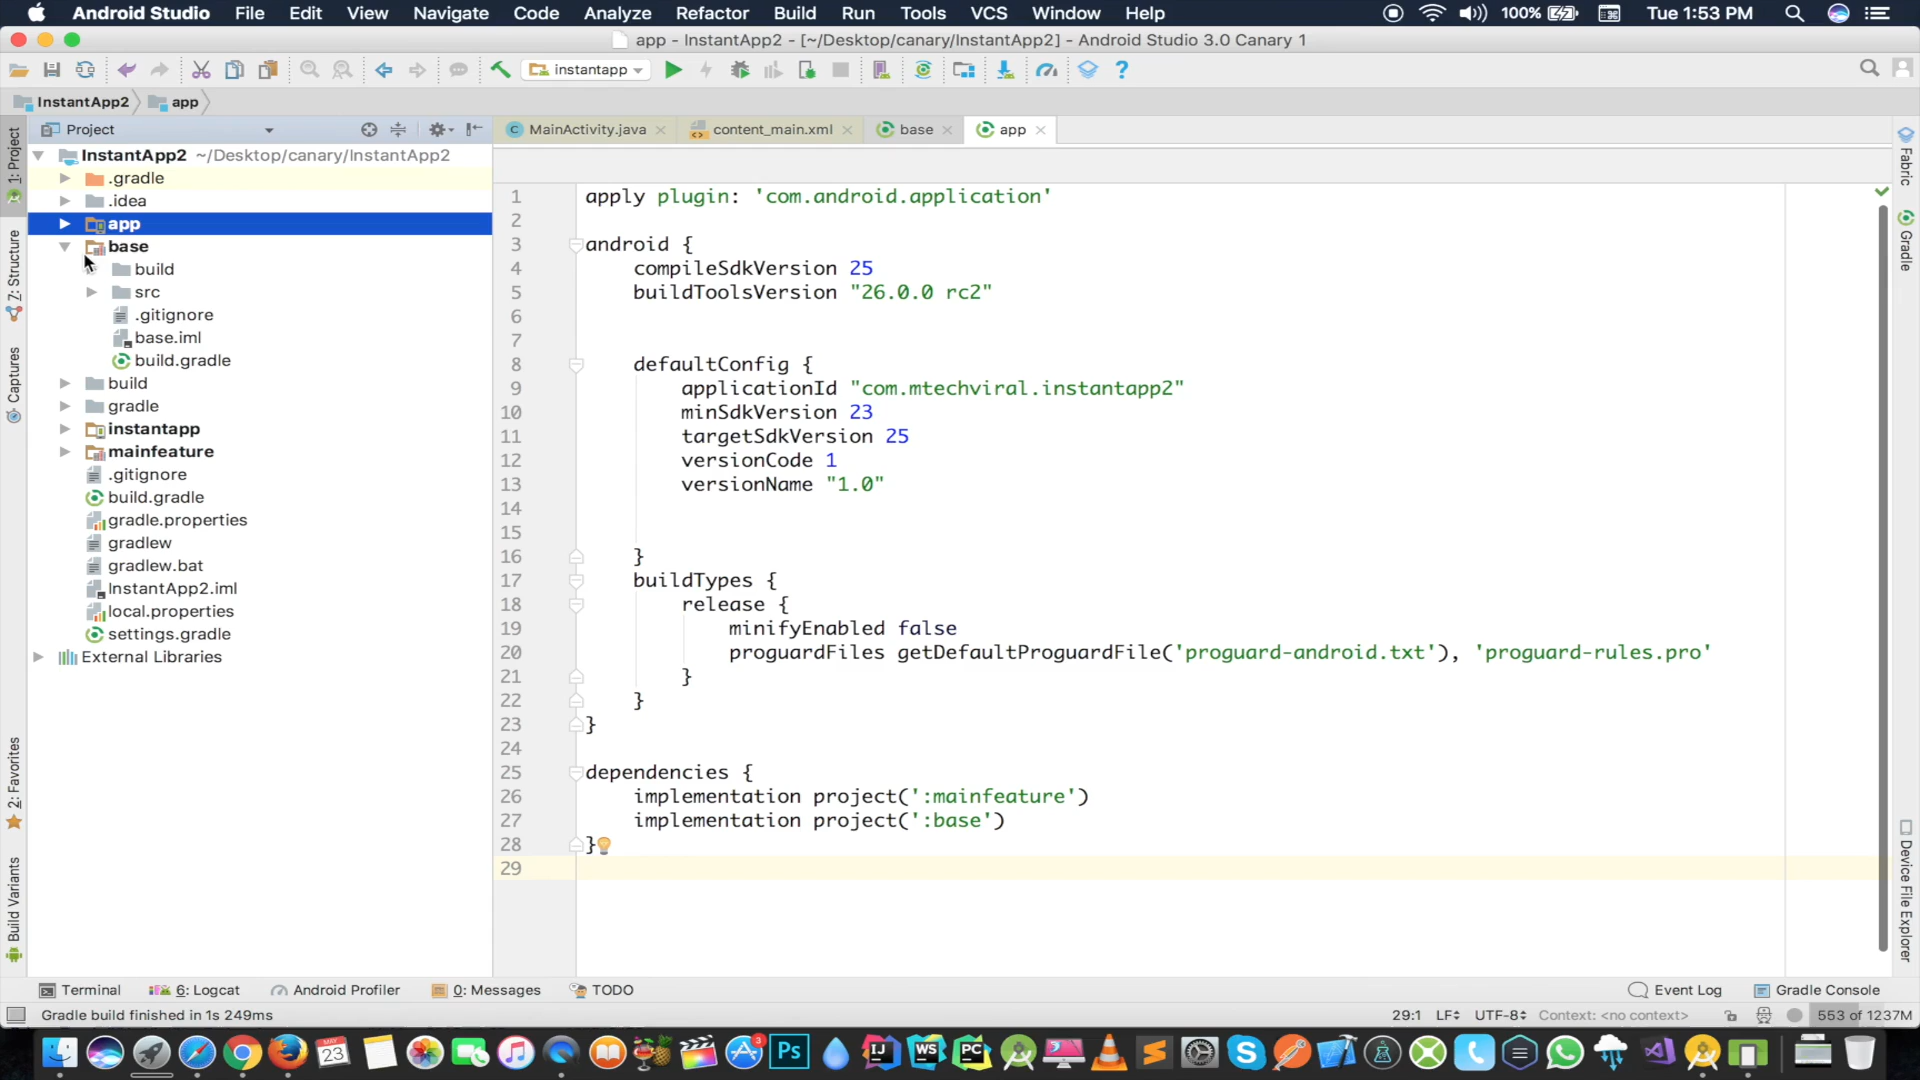 Android Studio File Edit View Navigate Code Analyze Refactor Build Run Tools VCS Window Help 100% Tue 1:53 PM
app - InstantApp2 - [~/Desktop/canary/InstantApp2] - Android Studio 3.0 Canary 1
instantapp
InstantApp2 app
Project
MainActivity.java content_main.xml base app
InstantApp2 ~/Desktop/canary/InstantApp2
.gradle
.idea
app
base
build
src
.gitignore
base.iml
build.gradle
build
gradle
instantapp
mainfeature
.gitignore
build.gradle
gradle.properties
gradlew
gradlew.bat
InstantApp2.iml
local.properties
settings.gradle
External Libraries
1: Project
7: Structure
Captures
2: Favorites
Build Variants
1 apply plugin: 'com.android.application'
2
3 android {
4 compileSdkVersion 25
5 buildToolsVersion "26.0.0 rc2"
6
7
8 defaultConfig {
9 applicationId "com.mtechviral.instantapp2"
10 minSdkVersion 23
11 targetSdkVersion 25
12 versionCode 1
13 versionName "1.0"
14
15
16 }
17 buildTypes {
18 release {
19 minifyEnabled false
20 proguardFiles getDefaultProguardFile('proguard-android.txt'), 'proguard-rules.pro'
21 }
22 }
23 }
24
25 dependencies {
26 implementation project(':mainfeature')
27 implementation project(':base')
28 }
29
Fabric
Gradle
Device File Explorer
Terminal 6: Logcat Android Profiler 0: Messages TODO Event Log Gradle Console
Gradle build finished in 1s 249ms 29:1 LF UTF-8 Context: <no context> 553 of 1237M
MAY
23
3
Ps
IJ
WS
PC